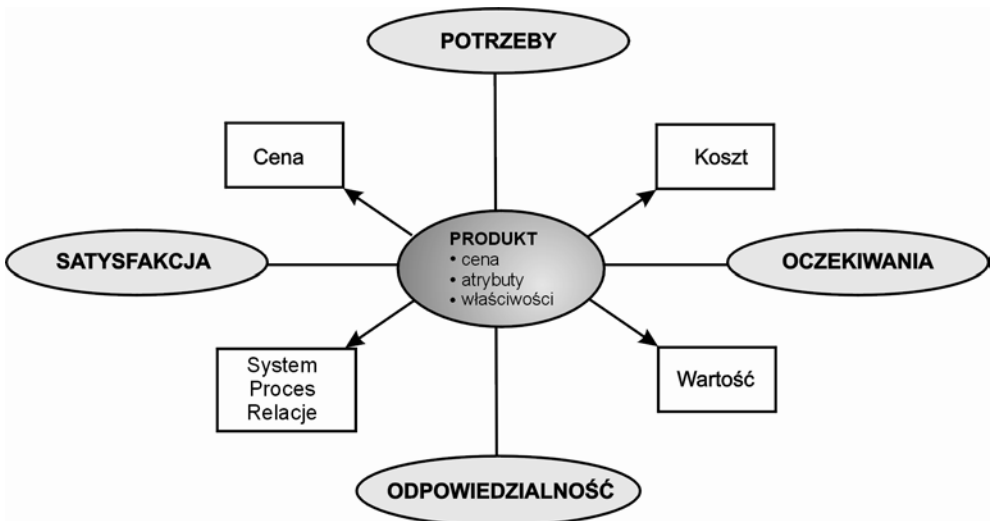 POTRZEBY
Cena
Koszt
PRODUKT
• cena
• atrybuty
• właściwości
SATYSFAKCJA
OCZEKIWANIA
System
Proces
Relacje
Wartość
ODPOWIEDZIALNOŚĆ